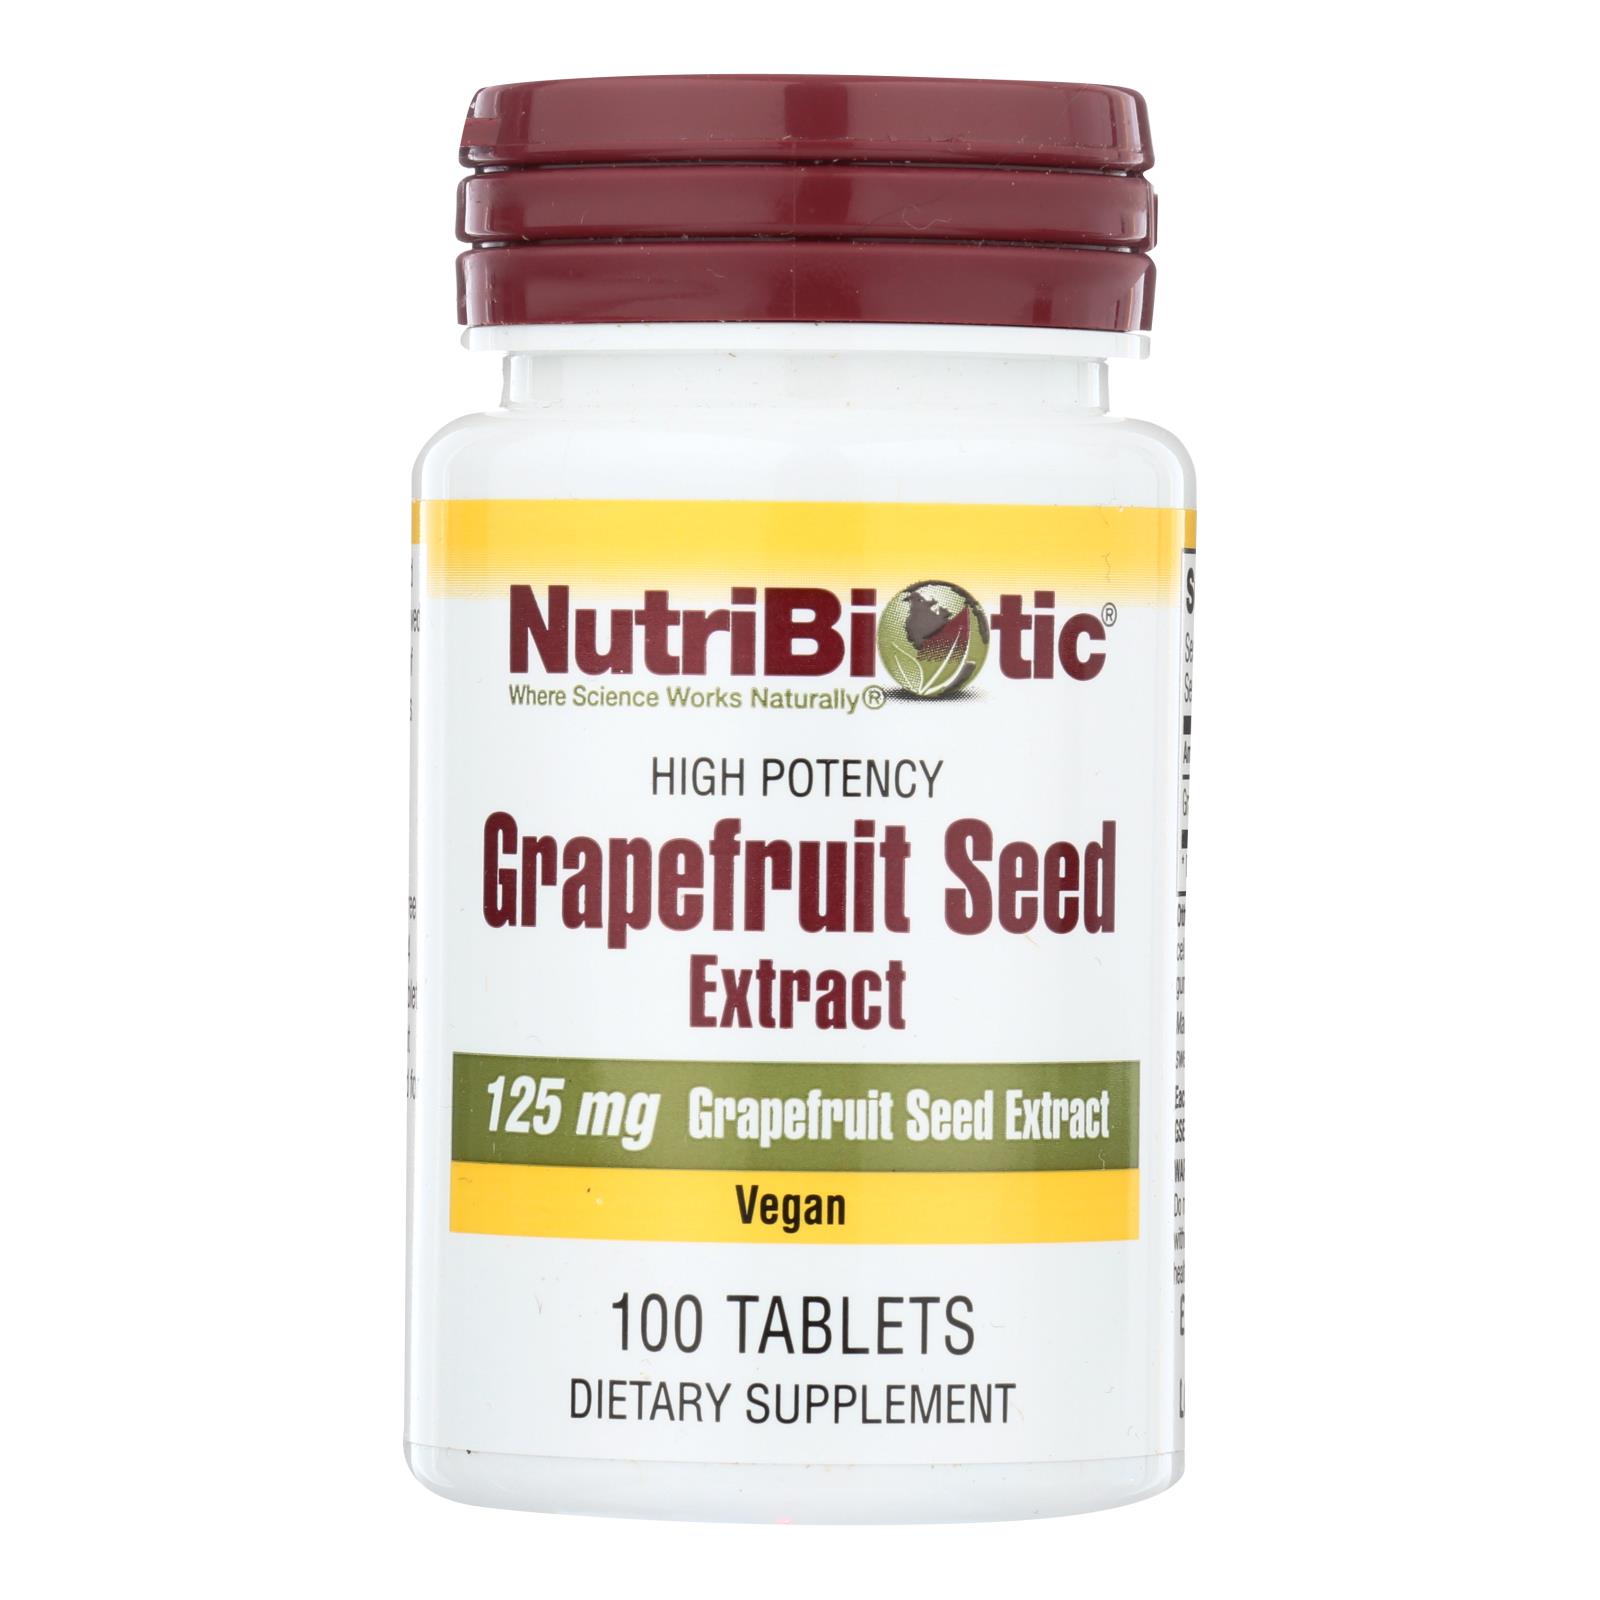 NutriBiotic®
Where Science Works Naturally®
HIGH POTENCY
Grapefruit Seed
Extract
125 mg Grapefruit Seed Extract
Vegan
100 TABLETS
DIETARY SUPPLEMENT